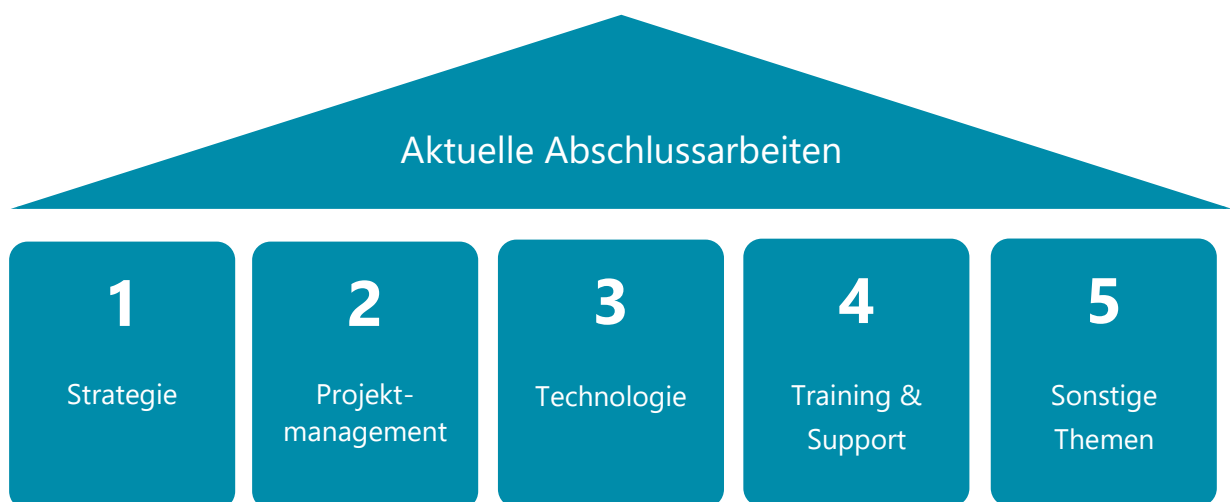 Aktuelle Abschlussarbeiten
1
Strategie
2
Projekt-
management
3
Technologie
4
Training &
Support
5
Sonstige
Themen